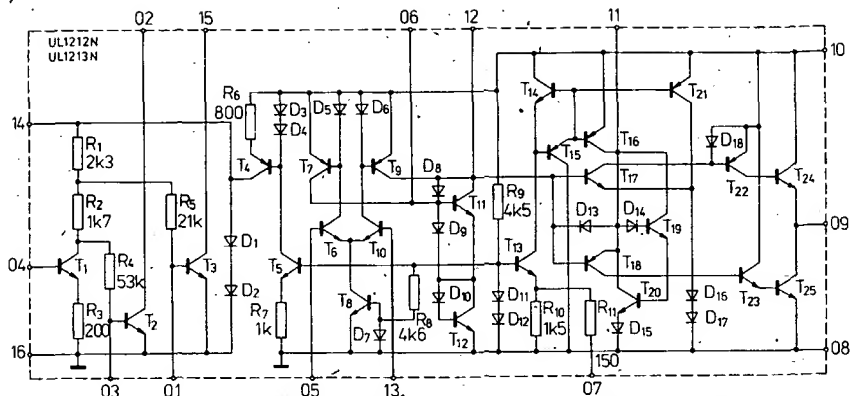 02 15 06 12 11
UL1212N
UL1213N
10
R6
800
D3
D4
D5
D6
T14
T21
14
R1
2k3
T4
T7
T9
D8
T15
T16
D18
R2
1k7
R5
21k
D1
R9
4k5
T17
T22
T24
T11
D9
D13
D14
T19
09
R4
53k
T6
T10
04
T1
T3
T5
T13
T18
D2
T8
D10
D11
R10
1k5
R11
T20
T23
T25
D16
R3
200
T2
R7
1k
D7
R8
4k6
T12
D12
D15
D17
16
150
08
03 01 05 13. 07